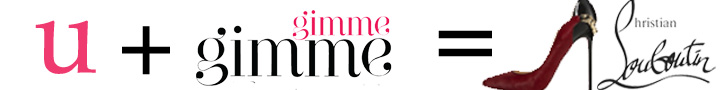 u + gimme gimme = Christian
Louboutin